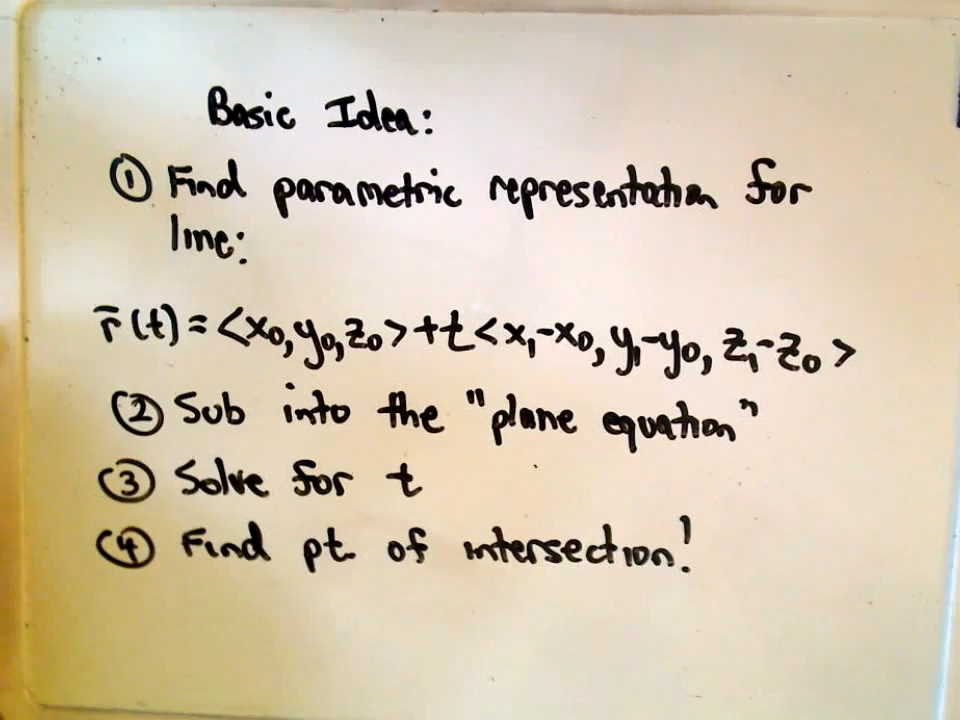 Basic Idea:
① Find parametric representation for
line:
r̄(t) = <x₀, y₀, z₀> + t <x₁-x₀, y₁-y₀, z₁-z₀>
② Sub into the "plane equation"
③ Solve for t
④ Find pt. of intersection!